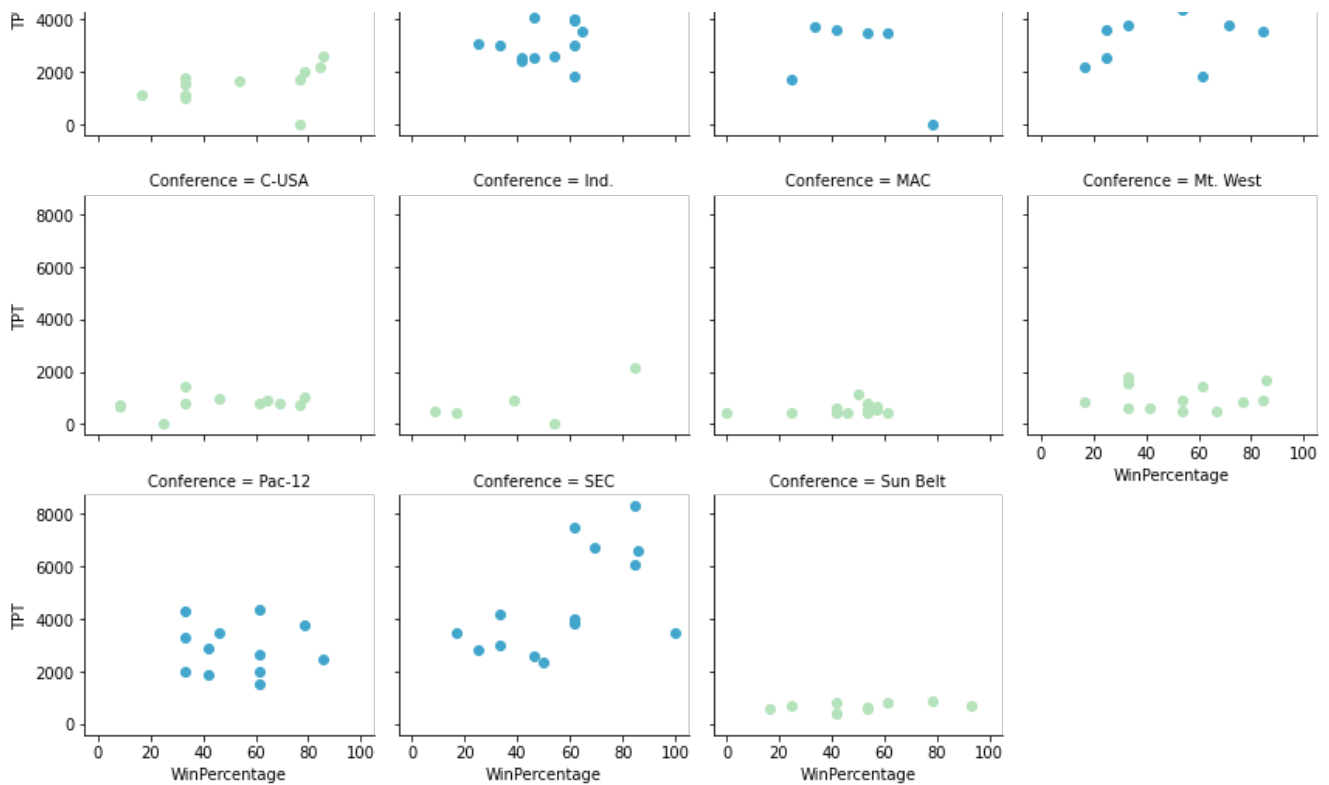 4000
TP
2000
0
Conference = C-USA Conference = Ind. Conference = MAC Conference = Mt. West
8000
6000
TPT
4000
2000
0
0 20 40 60 80 100
WinPercentage
Conference = Pac-12 Conference = SEC Conference = Sun Belt
8000
6000
TPT
4000
2000
0
0 20 40 60 80 100 0 20 40 60 80 100 0 20 40 60 80 100
WinPercentage WinPercentage WinPercentage